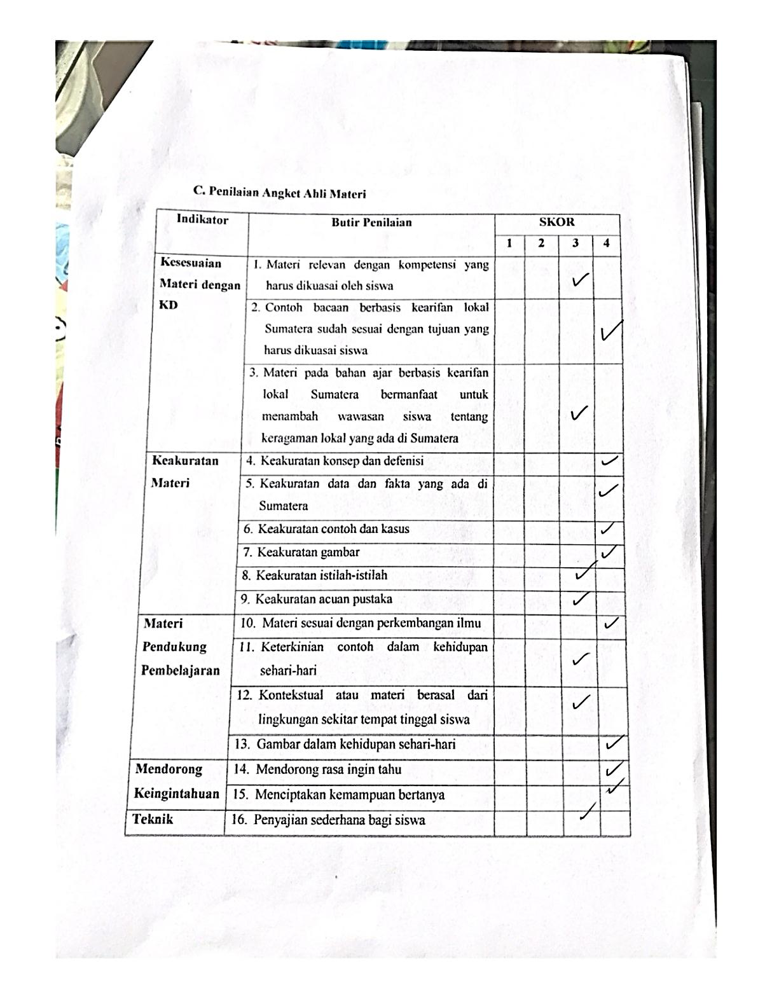 C. Penilaian Angket Ahli Materi
Indikator Butir Penilaian SKOR
1 2 3 4
Kesesuaian 1. Materi relevan dengan kompetensi yang
Materi dengan harus dikuasai oleh siswa ✓
KD 2. Contoh bacaan berbasis kearifan lokal
Sumatera sudah sesuai dengan tujuan yang ✓
harus dikuasai siswa
3. Materi pada bahan ajar berbasis kearifan
lokal Sumatera bermanfaat untuk
menambah wawasan siswa tentang ✓
keragaman lokal yang ada di Sumatera
Keakuratan 4. Keakuratan konsep dan defenisi ✓
Materi 5. Keakuratan data dan fakta yang ada di ✓
Sumatera
6. Keakuratan contoh dan kasus ✓
7. Keakuratan gambar ✓
8. Keakuratan istilah-istilah ✓
9. Keakuratan acuan pustaka ✓
Materi 10. Materi sesuai dengan perkembangan ilmu ✓
Pendukung 11. Keterkinian contoh dalam kehidupan ✓
Pembelajaran sehari-hari
12. Kontekstual atau materi berasal dari ✓
lingkungan sekitar tempat tinggal siswa
13. Gambar dalam kehidupan sehari-hari ✓
Mendorong 14. Mendorong rasa ingin tahu ✓
Keingintahuan 15. Menciptakan kemampuan bertanya ✓
Teknik 16. Penyajian sederhana bagi siswa ✓